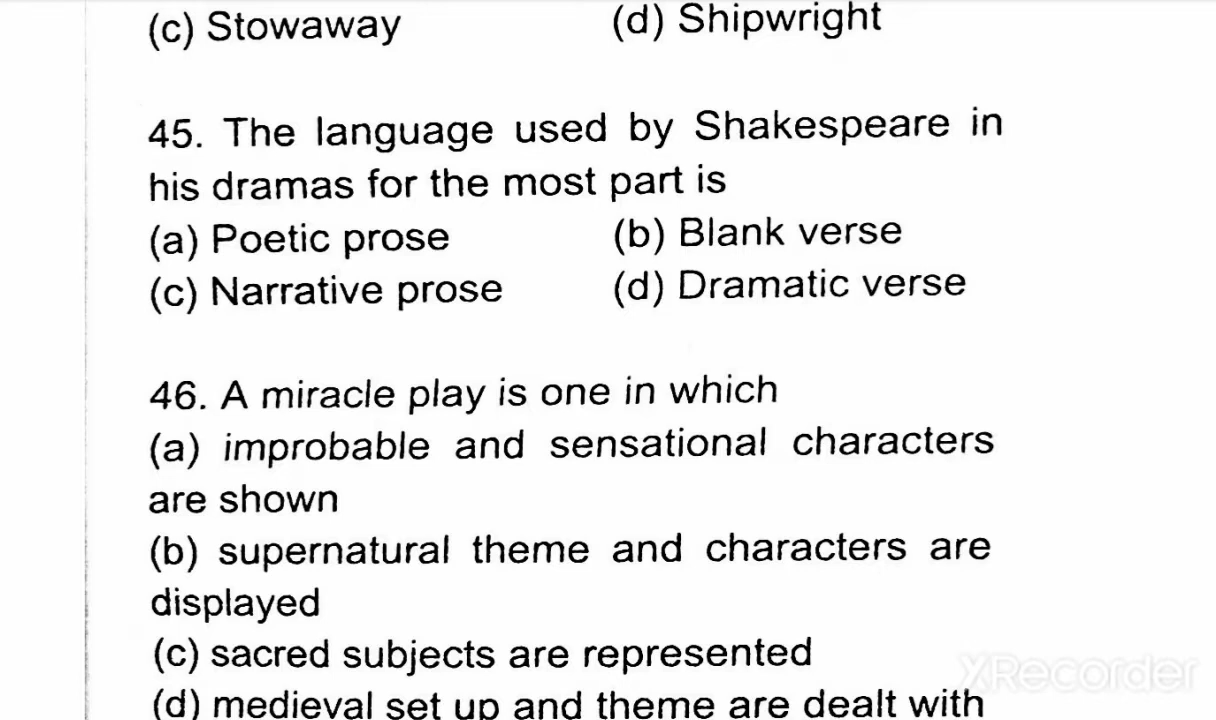 (c) Stowaway (d) Shipwright
45. The language used by Shakespeare in
his dramas for the most part is
(a) Poetic prose (b) Blank verse
(c) Narrative prose (d) Dramatic verse
46. A miracle play is one in which
(a) improbable and sensational characters
are shown
(b) supernatural theme and characters are
displayed
(c) sacred subjects are represented
(d) medieval set up and theme are dealt with
XRecorder